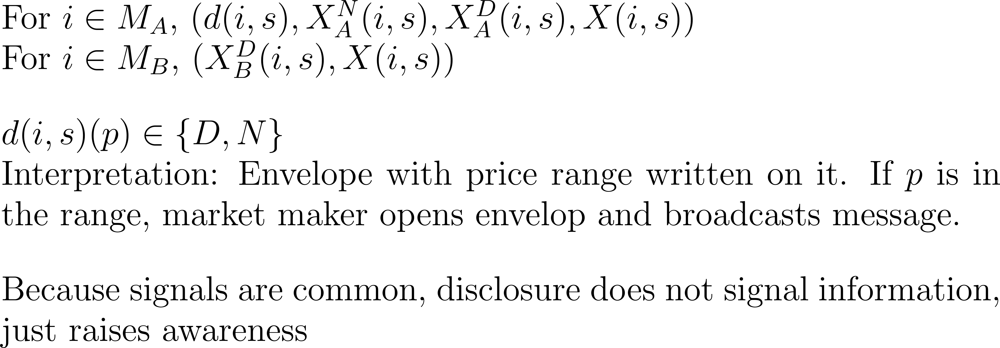 For $i \in M_A$, $(d(i,s), X_A^N(i,s), X_A^D(i,s), X(i,s))$
For $i \in M_B$, $(X_B^D(i,s), X(i,s))$
$d(i,s)(p) \in \{D, N\}$
Interpretation: Envelope with price range written on it. If $p$ is in
the range, market maker opens envelop and broadcasts message.
Because signals are common, disclosure does not signal information,
just raises awareness